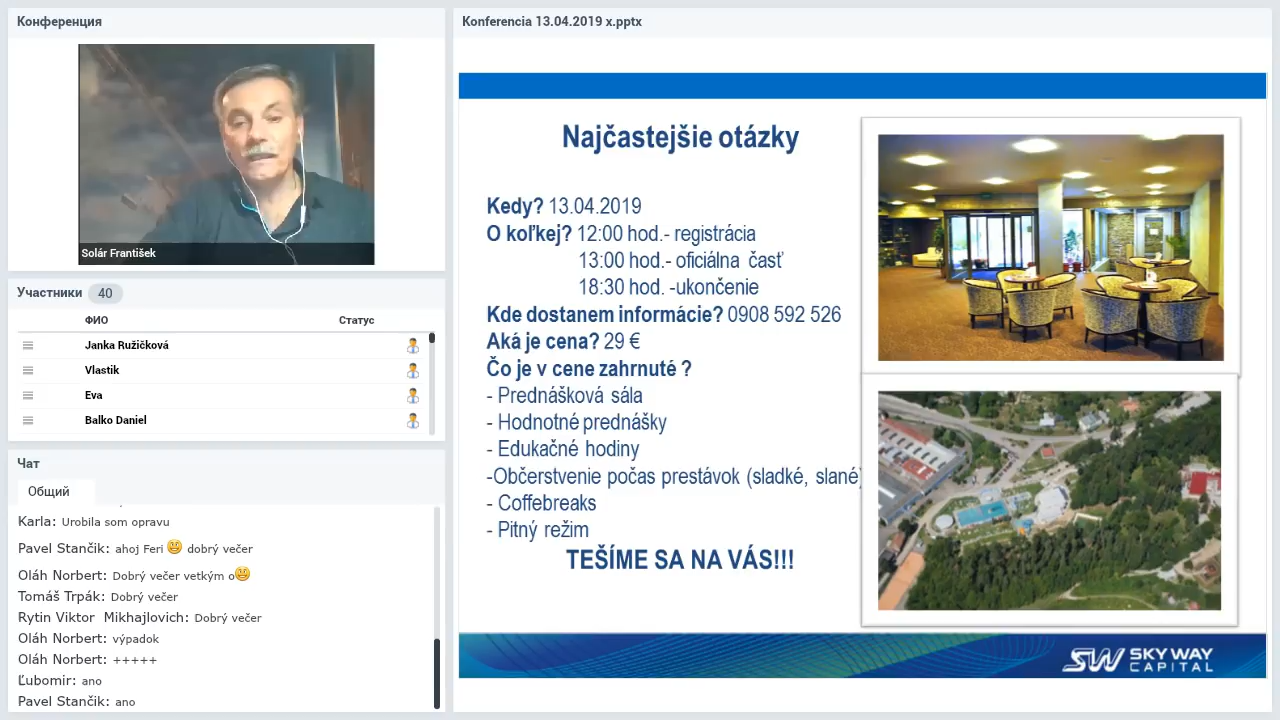 Конференция
Solár František
Участники 40
ФИО Статус
Janka Ružičková
Vlastik
Eva
Balko Daniel
Чат
Общий
Karla: Urobila som opravu
Pavel Stančik: ahoj Feri dobrý večer
Oláh Norbert: Dobrý večer vetkým o
Tomáš Trpák: Dobrý večer
Rytin Viktor Mikhajlovich: Dobrý večer
Oláh Norbert: výpadok
Oláh Norbert: +++++
Ľubomír: ano
Pavel Stančik: ano
Konferencia 13.04.2019 x.pptx
Najčastejšie otázky
Kedy? 13.04.2019
O koľkej? 12:00 hod.- registrácia
13:00 hod.- oficiálna časť
18:30 hod. -ukončenie
Kde dostanem informácie? 0908 592 526
Aká je cena? 29 €
Čo je v cene zahrnuté ?
- Prednášková sála
- Hodnotné prednášky
- Edukačné hodiny
-Občerstvenie počas prestávok (sladké, slané)
- Coffebreaks
- Pitný režim
TEŠÍME SA NA VÁS!!!
SW SKY WAY
CAPITAL